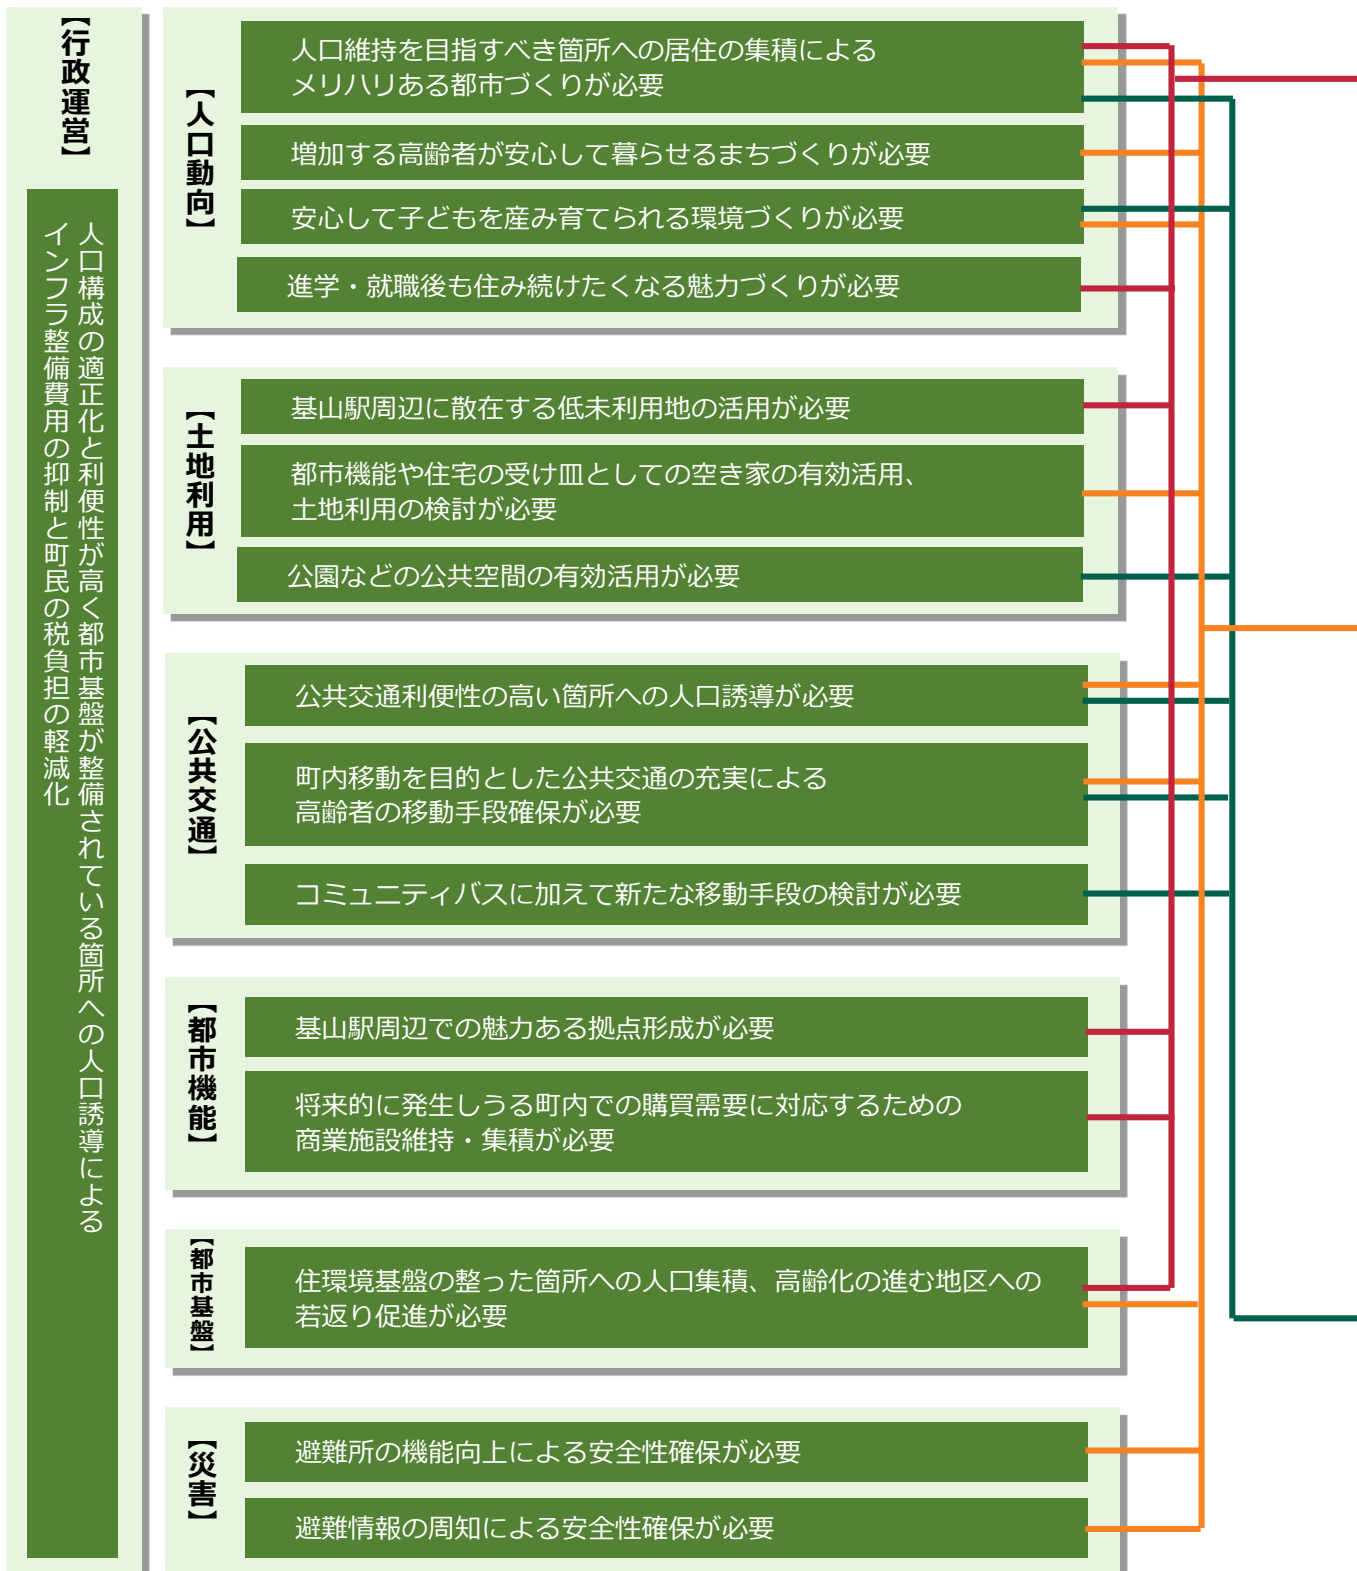 【行政運営】
人口構成の適正化と利便性が高く都市基盤が整備されている箇所への人口誘導による
インフラ整備費用の抑制と町民の税負担の軽減化
【人口動向】
人口維持を目指すべき箇所への居住の集積による
メリハリある都市づくりが必要
増加する高齢者が安心して暮らせるまちづくりが必要
安心して子どもを産み育てられる環境づくりが必要
進学・就職後も住み続けたくなる魅力づくりが必要
【土地利用】
基山駅周辺に散在する低未利用地の活用が必要
都市機能や住宅の受け皿としての空き家の有効活用、
土地利用の検討が必要
公園などの公共空間の有効活用が必要
【公共交通】
公共交通利便性の高い箇所への人口誘導が必要
町内移動を目的とした公共交通の充実による
高齢者の移動手段確保が必要
コミュニティバスに加えて新たな移動手段の検討が必要
【都市機能】
基山駅周辺での魅力ある拠点形成が必要
将来的に発生しうる町内での購買需要に対応するための
商業施設維持・集積が必要
【都市基盤】
住環境基盤の整った箇所への人口集積、高齢化の進む地区への
若返り促進が必要
【災害】
避難所の機能向上による安全性確保が必要
避難情報の周知による安全性確保が必要